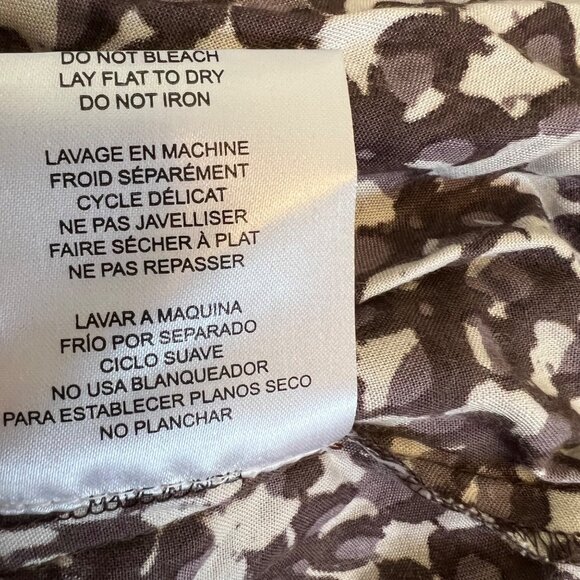 DO NOT BLEACH
LAY FLAT TO DRY
DO NOT IRON
LAVAGE EN MACHINE
FROID SÉPARÉMENT
CYCLE DÉLICAT
NE PAS JAVELLISER
FAIRE SÉCHER À PLAT
NE PAS REPASSER
LAVAR A MAQUINA
FRÍO POR SEPARADO
CICLO SUAVE
NO USA BLANQUEADOR
PARA ESTABLECER PLANOS SECO
NO PLANCHAR